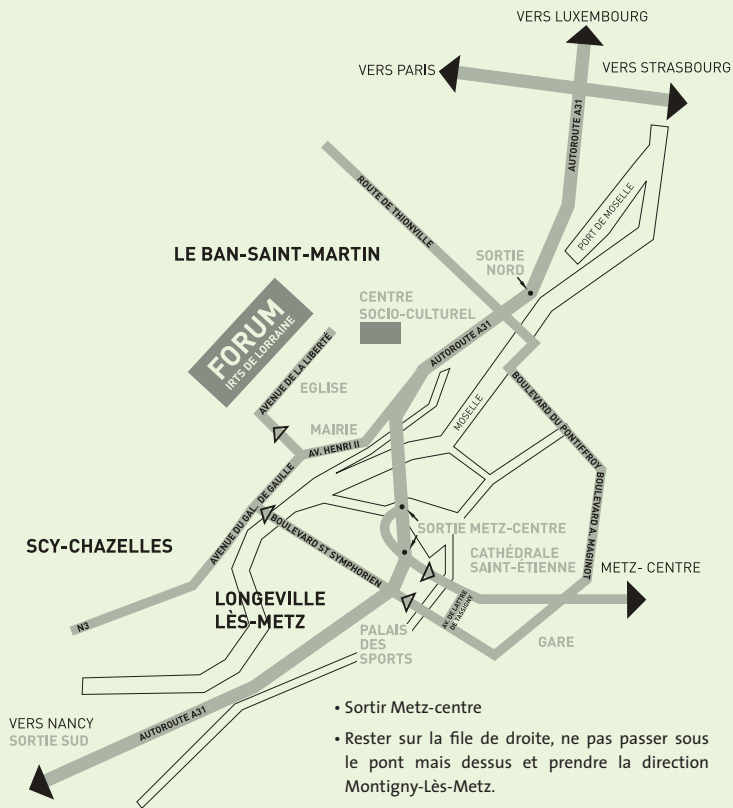 VERS LUXEMBOURG
VERS PARIS
VERS STRASBOURG
AUTOROUTE A31
ROUTE DE THIONVILLE
PORT DE MOSELLE
LE BAN-SAINT-MARTIN
SORTIE
NORD
CENTRE
SOCIO-CULTUREL
FORUM
IRTS DE LORRAINE
AUTOROUTE A31
AVENUE DE LA LIBERTÉ
EGLISE
MOSELLE
BOULEVARD DU PONTIFFROY
MAIRIE
AV. HENRI II
AVENUE DU GAL. DE GAULLE
BOULEVARD A. MAGINOT
BOULEVARD ST SYMPHORIEN
SORTIE METZ-CENTRE
SCY-CHAZELLES
CATHÉDRALE
SAINT-ÉTIENNE
METZ- CENTRE
LONGEVILLE
LÈS-METZ
N3
AV. DE LATTRE
DE TASSIGNY
PALAIS
DES
SPORTS
GARE
VERS NANCY
SORTIE SUD
AUTOROUTE A31
• Sortir Metz-centre
• Rester sur la file de droite, ne pas passer sous
le pont mais dessus et prendre la direction
Montigny-Lès-Metz.